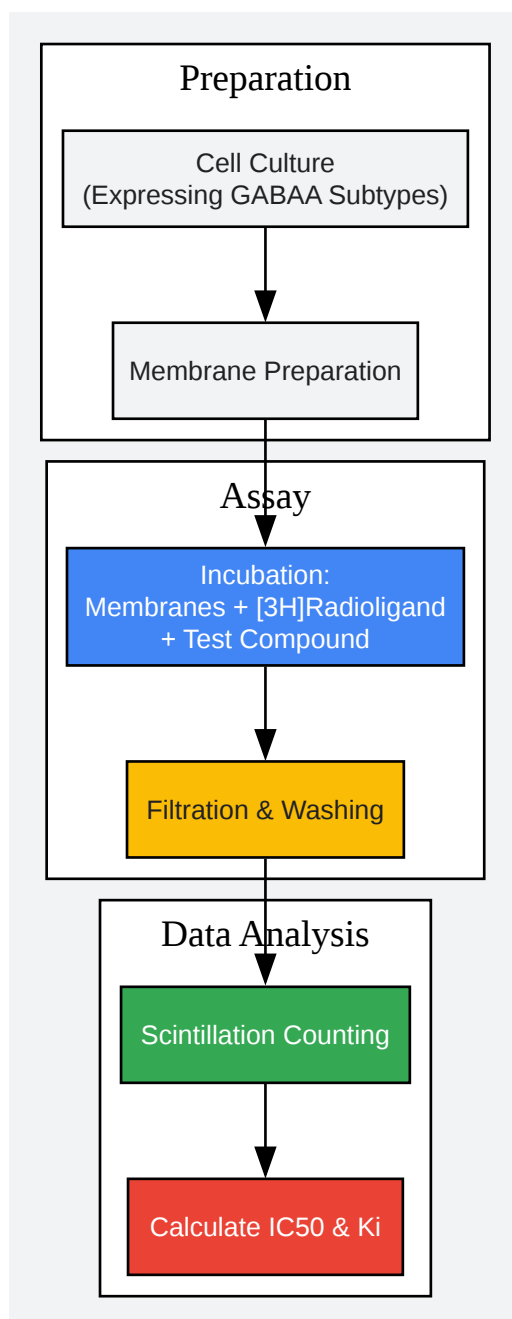 Preparation
Cell Culture
(Expressing GABAA Subtypes)
Membrane Preparation
Assay
Incubation:
Membranes + [3H]Radioligand
+ Test Compound
Filtration & Washing
Data Analysis
Scintillation Counting
Calculate IC50 & Ki